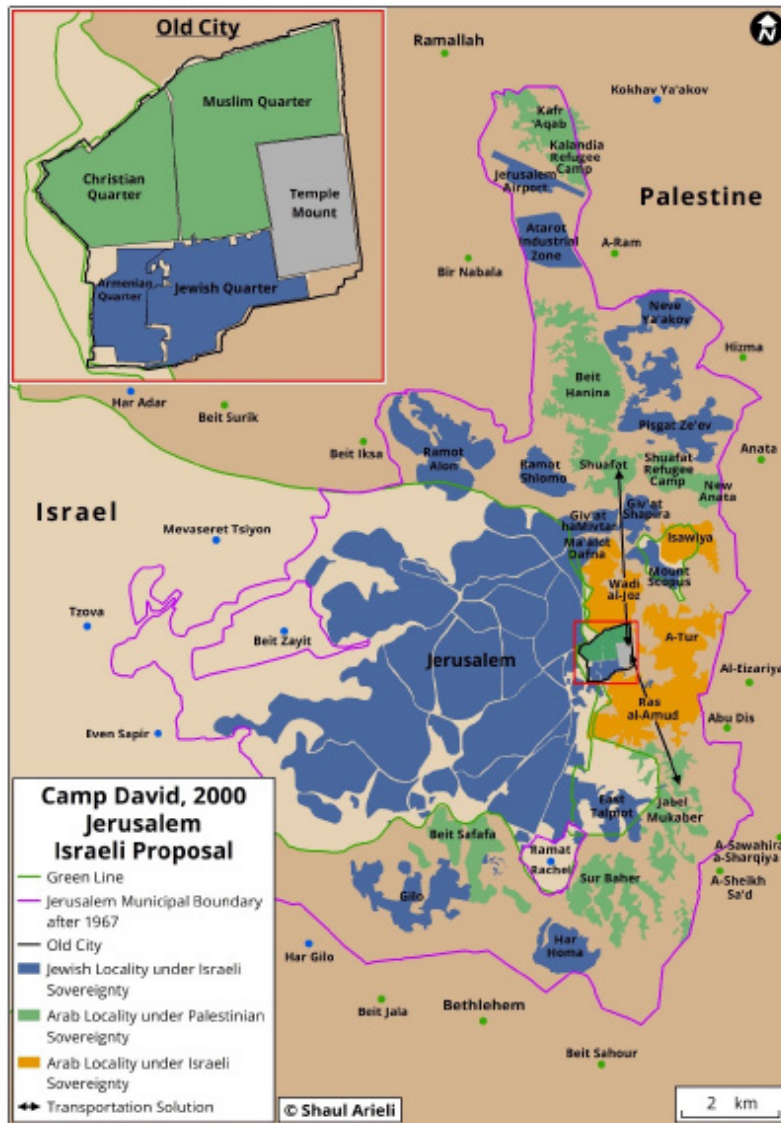 Old City
Muslim Quarter
Christian
Quarter
Temple
Mount
Armenian
Quarter
Jewish Quarter
N
Ramallah
Kokhav Ya'akov
Kafr
'Aqab
Kalandia
Refugee
Camp
Jerusalem
Airport
Palestine
Atarot
Industrial
Zone
A-Ram
Bir Nabala
Neve
Ya'akov
Hizma
Beit
Hanina
Har Adar
Beit Surik
Pisgat Ze'ev
Beit Iksa
Ramot
Alon
Ramat
Shlomo
Shuafat
Shuafat
Refugee
Camp
Anata
New
Anata
Israel
Mevaseret Tsiyon
Giv'at
haMivtar
Giv'at
Shapira
Ma'alot
Dafna
Isawiya
Mount
Scopus
Wadi
al-Joz
Tzova
Beit Zayit
Jerusalem
A-Tur
Al-Eizariya
Ras
al-Amud
Abu Dis
Even Sapir
East
Talpiot
Jabel
Mukaber
Beit Safafa
Ramat
Rachel
A-Sawahira
a-Sharqiya
A-Sheikh
Sa'd
Gilo
Sur Baher
Har
Homa
Har Gilo
Beit Jala
Bethlehem
Beit Sahour
Camp David, 2000
Jerusalem
Israeli Proposal
Green Line
Jerusalem Municipal Boundary
after 1967
Old City
Jewish Locality under Israeli
Sovereignty
Arab Locality under Palestinian
Sovereignty
Arab Locality under Israeli
Sovereignty
Transportation Solution
© Shaul Arieli
2 km